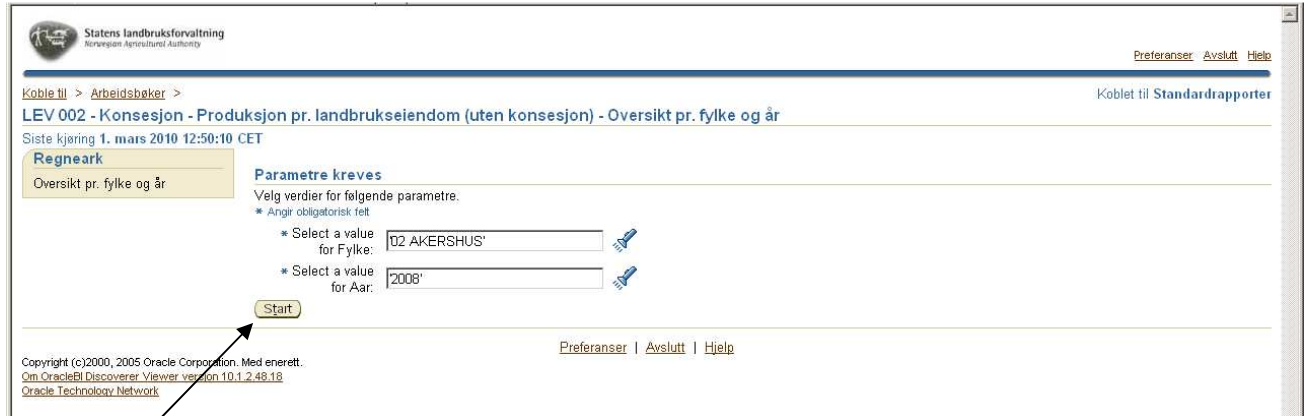 Statens landbruksforvaltning
Norwegian Agricultural Authority
Preferanser Avslutt Hjelp
Koble til > Arbeidsbøker >
Koblet til Standardrapporter
LEV 002 - Konsesjon - Produksjon pr. landbrukseiendom (uten konsesjon) - Oversikt pr. fylke og år
Siste kjøring 1. mars 2010 12:50:10 CET
Regneark
Oversikt pr. fylke og år
Parametre kreves
Velg verdier for følgende parametre.
* Angir obligatorisk felt
* Select a value
for Fylke:
'02 AKERSHUS'
* Select a value
for Aar:
'2008'
Start
Preferanser | Avslutt | Hjelp
Copyright (c)2000, 2005 Oracle Corporation. Med enerett.
Om OracleBI Discoverer Viewer versjon 10.1.2.48.18
Oracle Technology Network